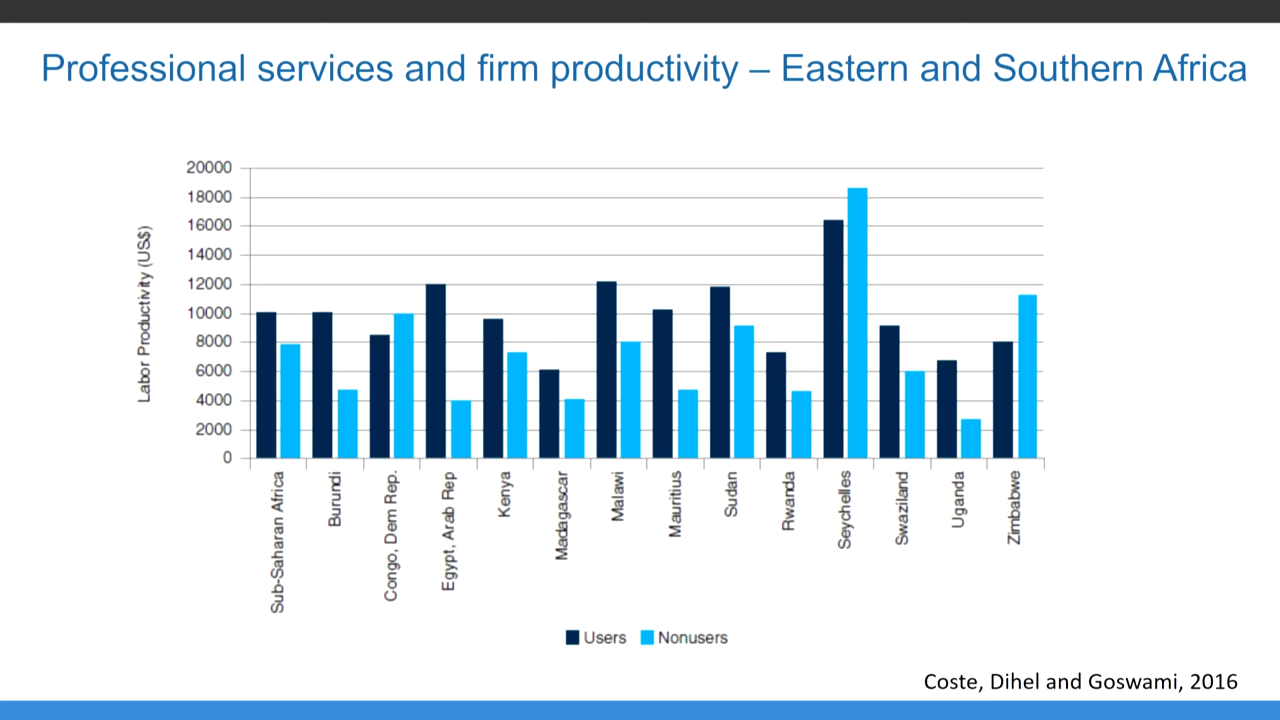 Professional services and firm productivity – Eastern and Southern Africa
Labor Productivity (US$)
20000
18000
16000
14000
12000
10000
8000
6000
4000
2000
0
Sub-Saharan Africa
Burundi
Congo, Dem Rep.
Egypt, Arab Rep
Kenya
Madagascar
Malawi
Mauritius
Sudan
Rwanda
Seychelles
Swaziland
Uganda
Zimbabwe
Users Nonusers
Coste, Dihel and Goswami, 2016